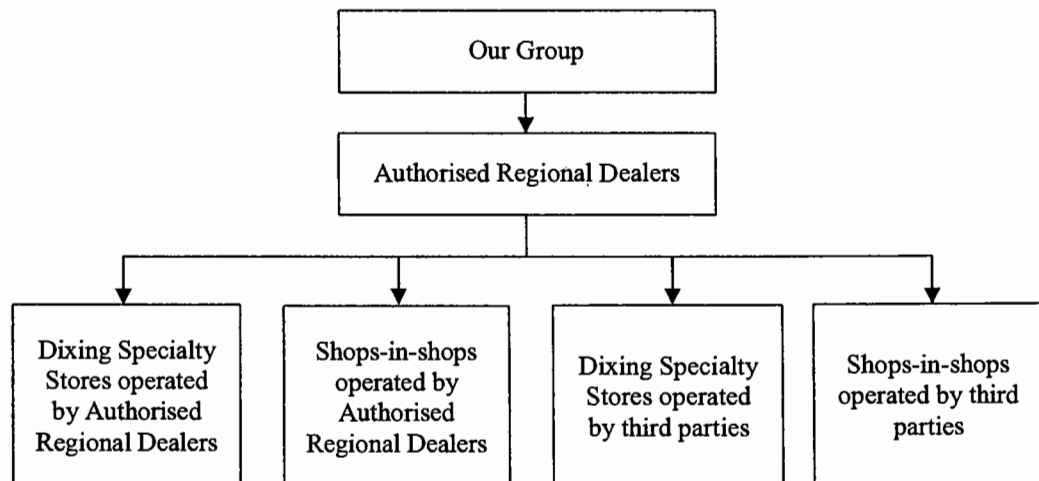 Our Group
Authorised Regional Dealers
Dixing Specialty
Stores operated
by Authorised
Regional Dealers
Shops-in-shops
operated by
Authorised
Regional Dealers
Dixing Specialty
Stores operated
by third parties
Shops-in-shops
operated by third
parties